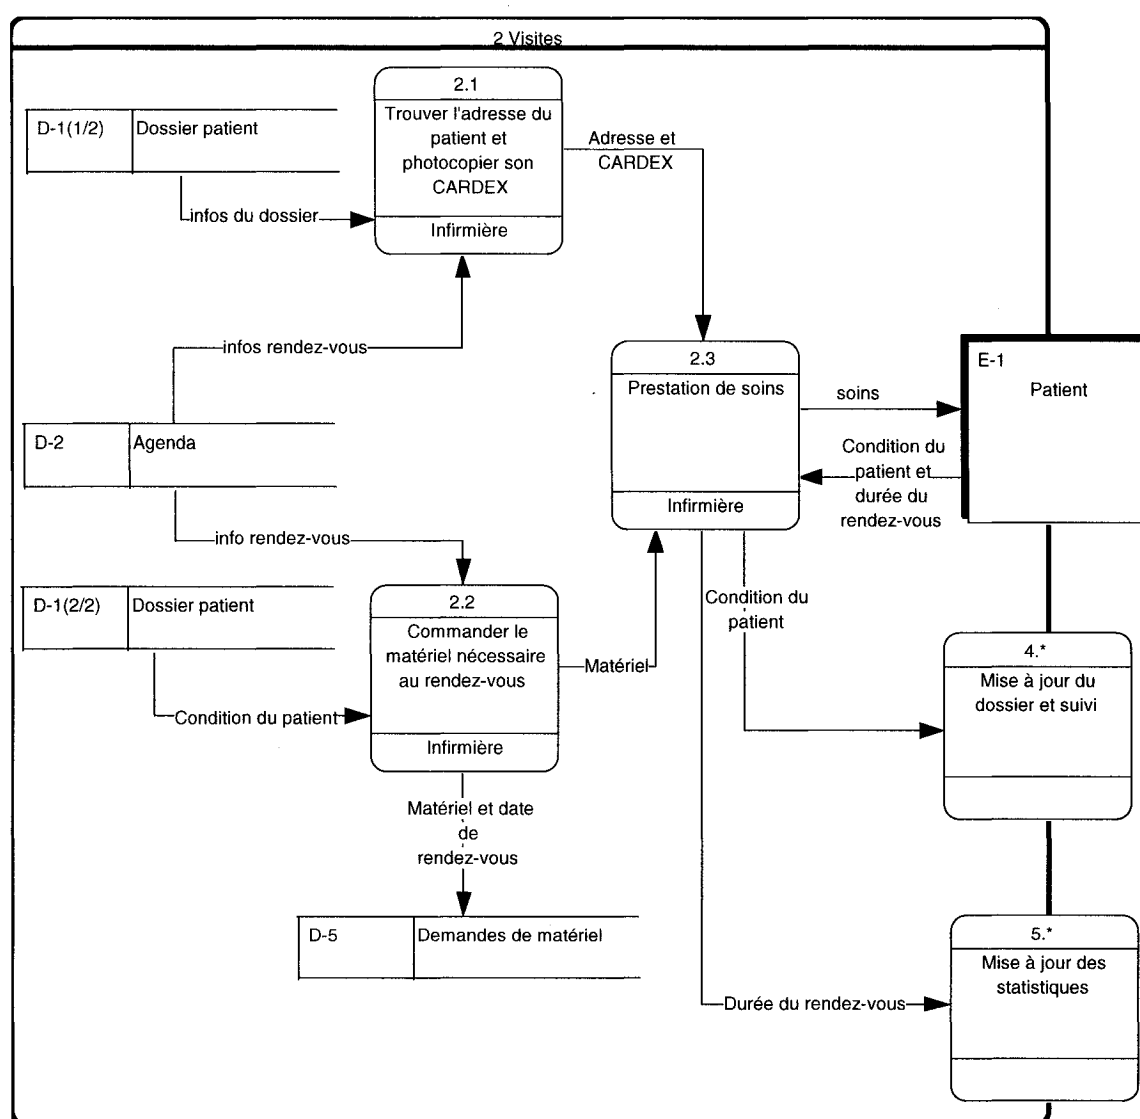 2 Visites
2.1
Trouver l'adresse du
patient et
photocopier son
CARDEX
Infirmière
D-1(1/2)
Dossier patient
infos du dossier
Adresse et
CARDEX
infos rendez-vous
D-2
Agenda
info rendez-vous
2.3
Prestation de soins
Infirmière
soins
E-1
Patient
Condition du
patient et
durée du
rendez-vous
D-1(2/2)
Dossier patient
Condition du patient
2.2
Commander le
matériel nécessaire
au rendez-vous
Infirmière
Matériel
Condition du
patient
4.*
Mise à jour du
dossier et suivi
Matériel et date
de
rendez-vous
D-5
Demandes de matériel
Durée du rendez-vous
5.*
Mise à jour des
statistiques